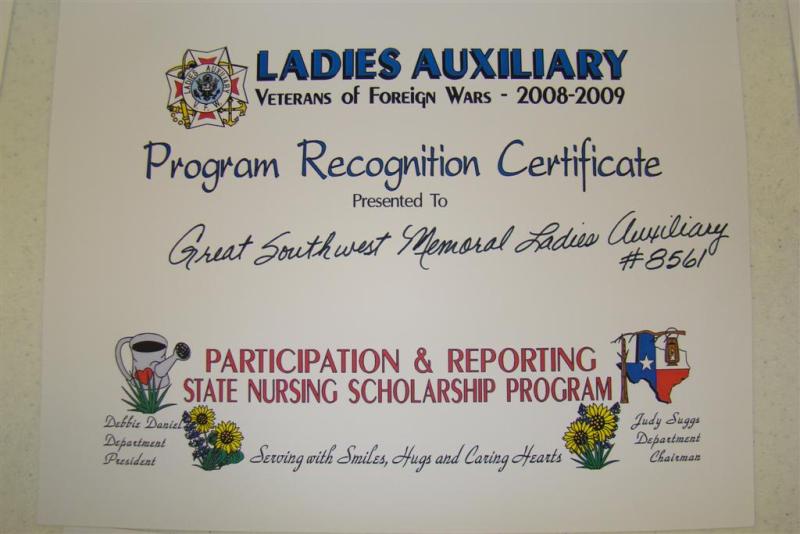 LADIES AUXILIARY
VETERANS OF FOREIGN WARS - 2008-2009
LADIES AUXILIARY
V.F.W.
Program Recognition Certificate
Presented To
Great Southwest Memoral Ladies Auxiliary
#8561
PARTICIPATION & REPORTING
STATE NURSING SCHOLARSHIP PROGRAM
Debbie Daniel
Department
President
Serving with Smiles, Hugs and Caring Hearts
Judy Suggs
Department
Chairman